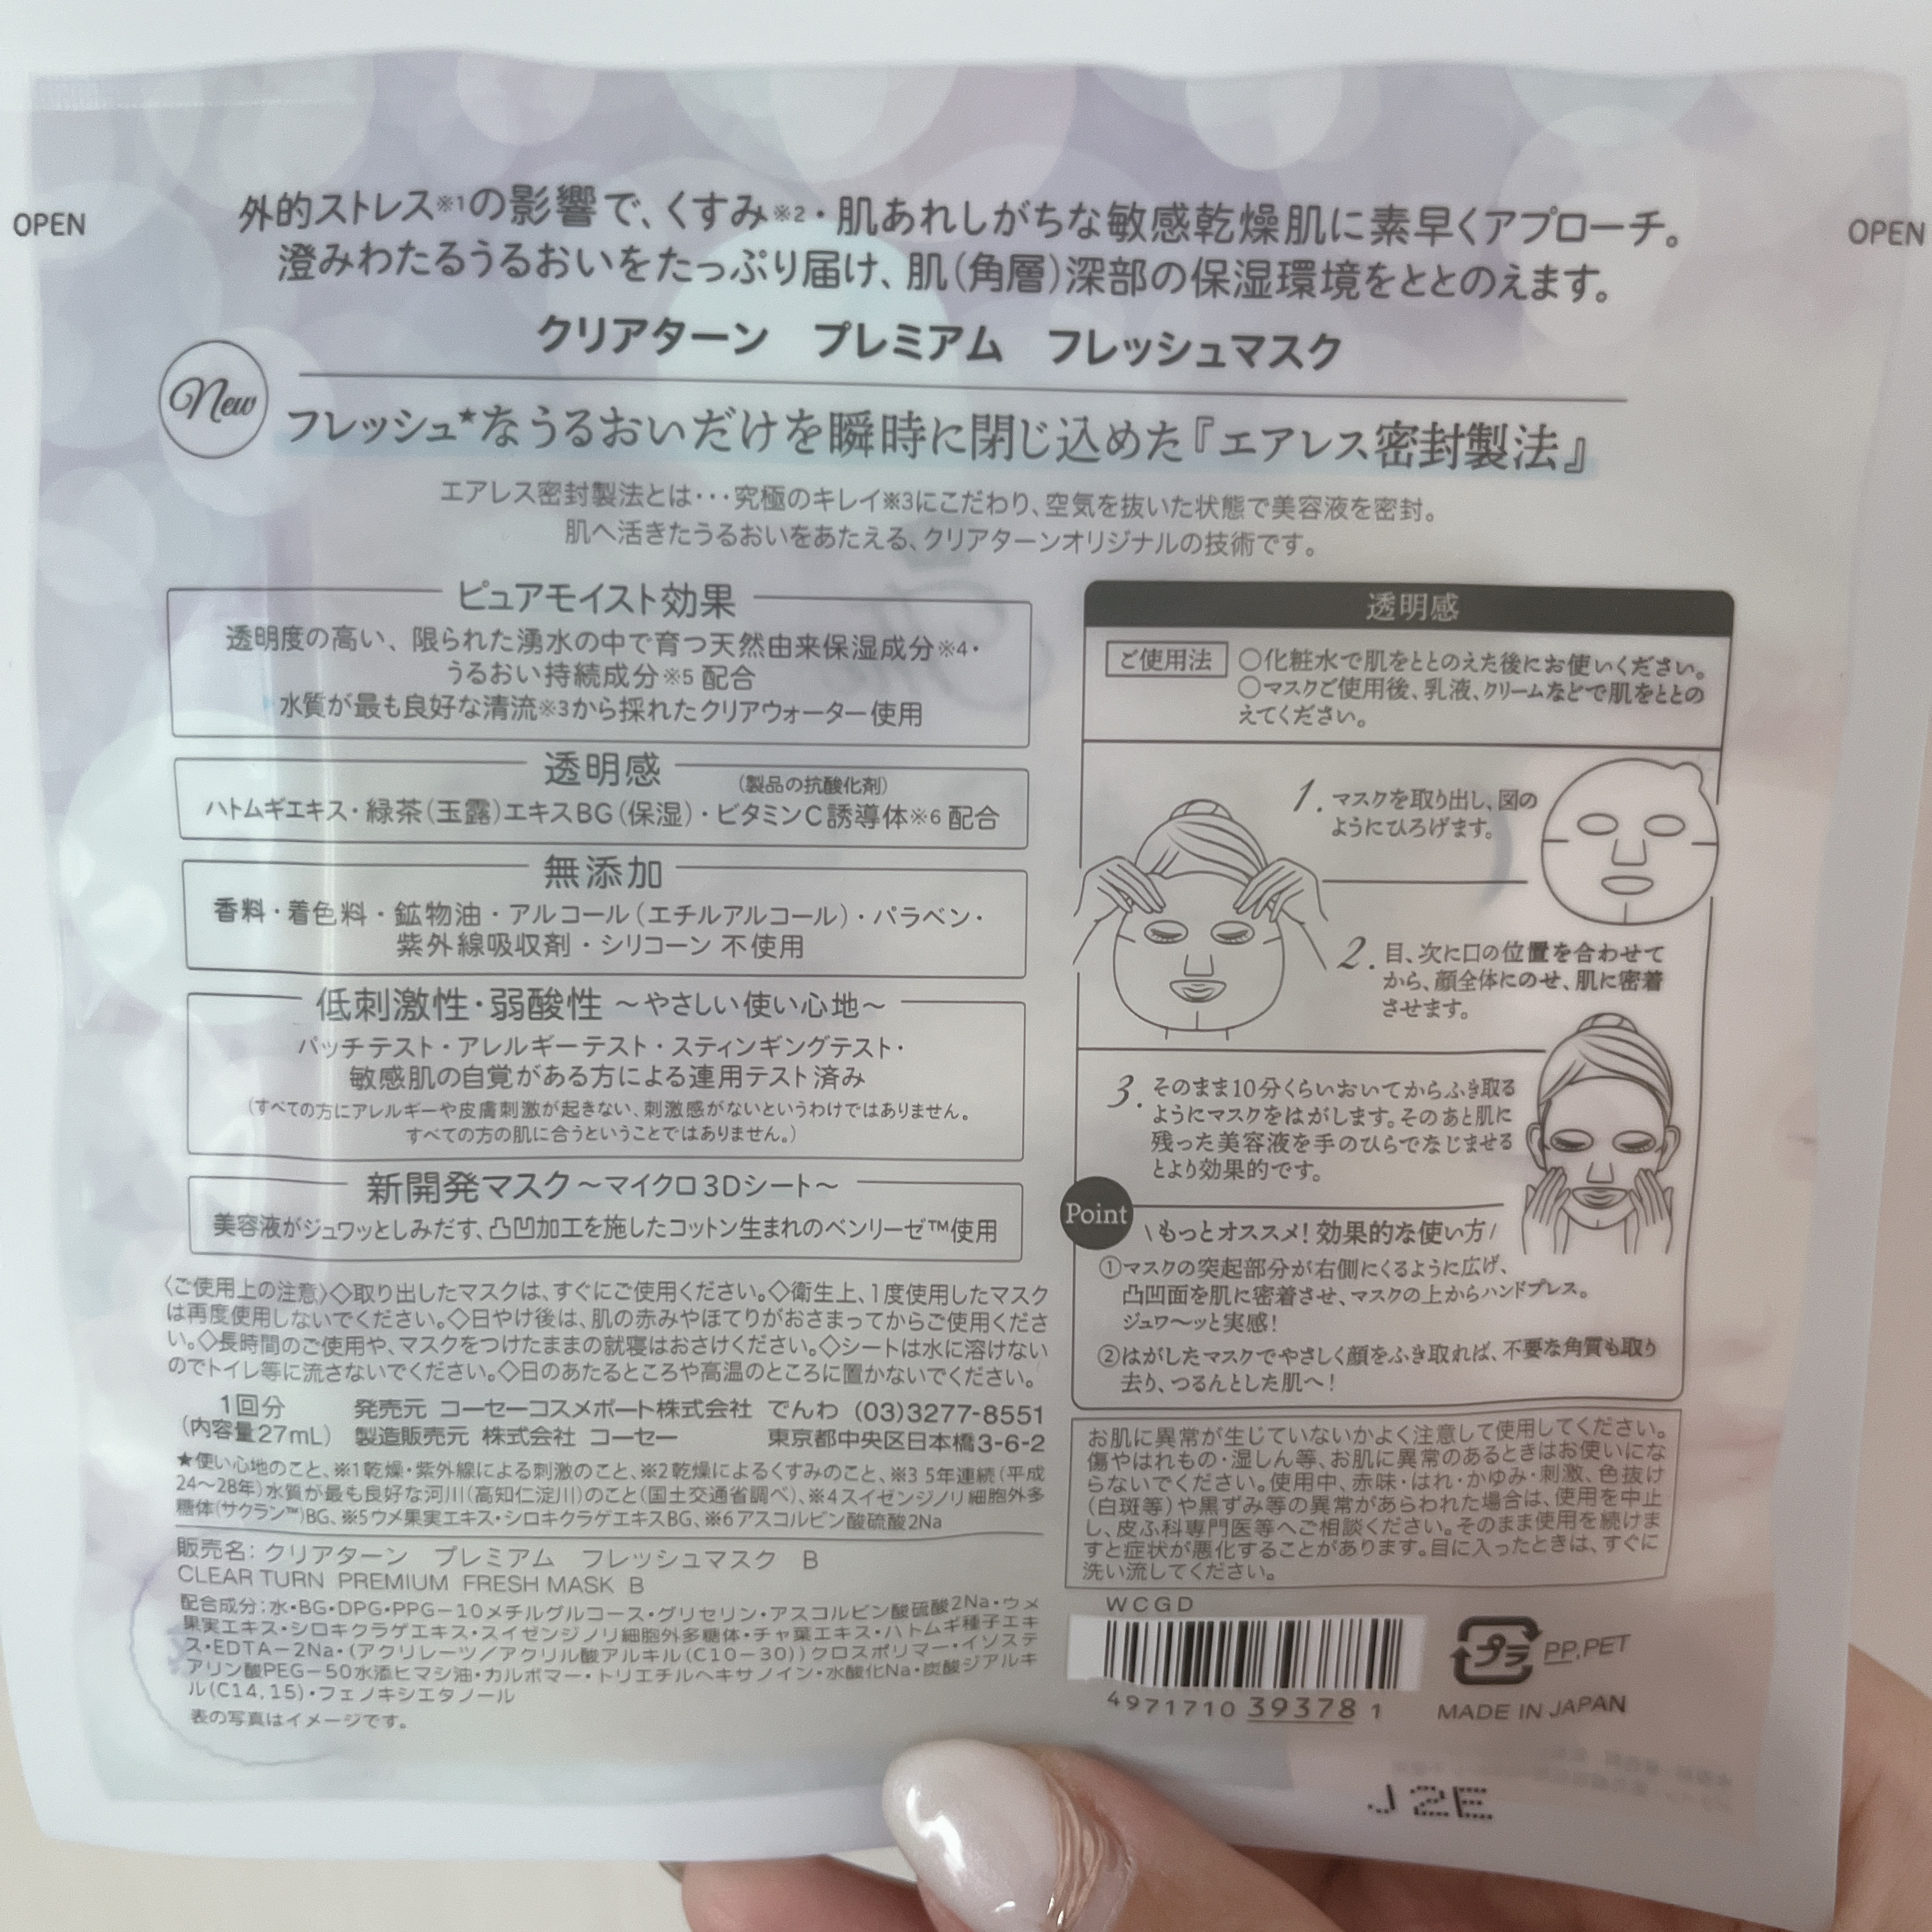 OPEN
OPEN
外的ストレス※1の影響で、くすみ※2・肌あれしがちな敏感乾燥肌に素早くアプローチ。
澄みわたるうるおいをたっぷり届け、肌(角層)深部の保湿環境をととのえます。
クリアターン　プレミアム　フレッシュマスク
New
フレッシュ★なうるおいだけを瞬時に閉じ込めた『エアレス密封製法』
エアレス密封製法とは・・・究極のキレイ※3にこだわり、空気を抜いた状態で美容液を密封。
肌へ活きたうるおいをあたえる、クリアターンオリジナルの技術です。
ピュアモイスト効果
透明度の高い、限られた湧水の中で育つ天然由来保湿成分※4・
うるおい持続成分※5 配合
水質が最も良好な清流※3から採れたクリアウォーター使用
透明感
(製品の抗酸化剤)
ハトムギエキス・緑茶(玉露)エキスBG(保湿)・ビタミンC誘導体※6 配合
無添加
香料・着色料・鉱物油・アルコール(エチルアルコール)・パラベン・
紫外線吸収剤・シリコーン 不使用
低刺激性・弱酸性 〜やさしい使い心地〜
パッチテスト・アレルギーテスト・スティンギングテスト・
敏感肌の自覚がある方による連用テスト済み
(すべての方にアレルギーや皮膚刺激が起きない、刺激感がないというわけではありません。
すべての方の肌に合うということではありません。)
新開発マスク〜マイクロ3Dシート〜
美容液がジュワッとしみだす、凸凹加工を施したコットン生まれのベンリーゼ™使用
〈ご使用上の注意〉◇取り出したマスクは、すぐにご使用ください。◇衛生上、1度使用したマスク
は再度使用しないでください。◇日やけ後は、肌の赤みやほてりがおさまってからご使用くださ
い。◇長時間のご使用や、マスクをつけたままの就寝はおさけください。◇シートは水に溶けない
のでトイレ等に流さないでください。◇日のあたるところや高温のところに置かないでください。
1回分 発売元 コーセーコスメポート株式会社 でんわ (03)3277-8551
(内容量27mL) 製造販売元 株式会社 コーセー 東京都中央区日本橋3-6-2
★使い心地のこと、※1乾燥・紫外線による刺激のこと、※2乾燥によるくすみのこと、※3 5年連続(平成
24〜28年)水質が最も良好な河川(高知仁淀川)のこと(国土交通省調べ)、※4スイゼンジノリ細胞外多
糖体(サクラン™)BG、※5ウメ果実エキス・シロキクラゲエキスBG、※6アスコルビン酸硫酸2Na
販売名：クリアターン　プレミアム　フレッシュマスク　B
CLEAR TURN PREMIUM FRESH MASK B
配合成分：水・BG・DPG・PPG-10メチルグルコース・グリセリン・アスコルビン酸硫酸2Na・ウメ
果実エキス・シロキクラゲエキス・スイゼンジノリ細胞外多糖体・チャ葉エキス・ハトムギ種子エキ
ス・EDTA-2Na・(アクリレーツ／アクリル酸アルキル(C10-30))クロスポリマー・イソステ
アリン酸PEG-50水添ヒマシ油・カルボマー・トリエチルヘキサノイン・水酸化Na・炭酸ジアルキ
ル(C14,15)・フェノキシエタノール
表の写真はイメージです。
透明感
ご使用法
○化粧水で肌をととのえた後にお使いください。
○マスクご使用後、乳液、クリームなどで肌をととの
えてください。
1. マスクを取り出し、図の
ようにひろげます。
2. 目、次に口の位置を合わせて
から、顔全体にのせ、肌に密着
させます。
3. そのまま10分くらいおいてからふき取る
ようにマスクをはがします。そのあと肌に
残った美容液を手のひらでなじませる
とより効果的です。
Point
\もっとオススメ!効果的な使い方/
①マスクの突起部分が右側にくるように広げ、
凸凹面を肌に密着させ、マスクの上からハンドプレス。
ジュワ〜ッと実感!
②はがしたマスクでやさしく顔をふき取れば、不要な角質も取り
去り、つるんとした肌へ!
お肌に異常が生じていないかよく注意して使用してください。
傷やはれもの・湿しん等、お肌に異常のあるときはお使いにな
らないでください。使用中、赤味・はれ・かゆみ・刺激、色抜け
(白斑等)や黒ずみ等の異常があらわれた場合は、使用を中止
し、皮ふ科専門医等へご相談ください。そのまま使用を続けま
すと症状が悪化することがあります。目に入ったときは、すぐに
洗い流してください。
WCGD
4971710 39378 1
プラ PP,PET
MADE IN JAPAN
J2E